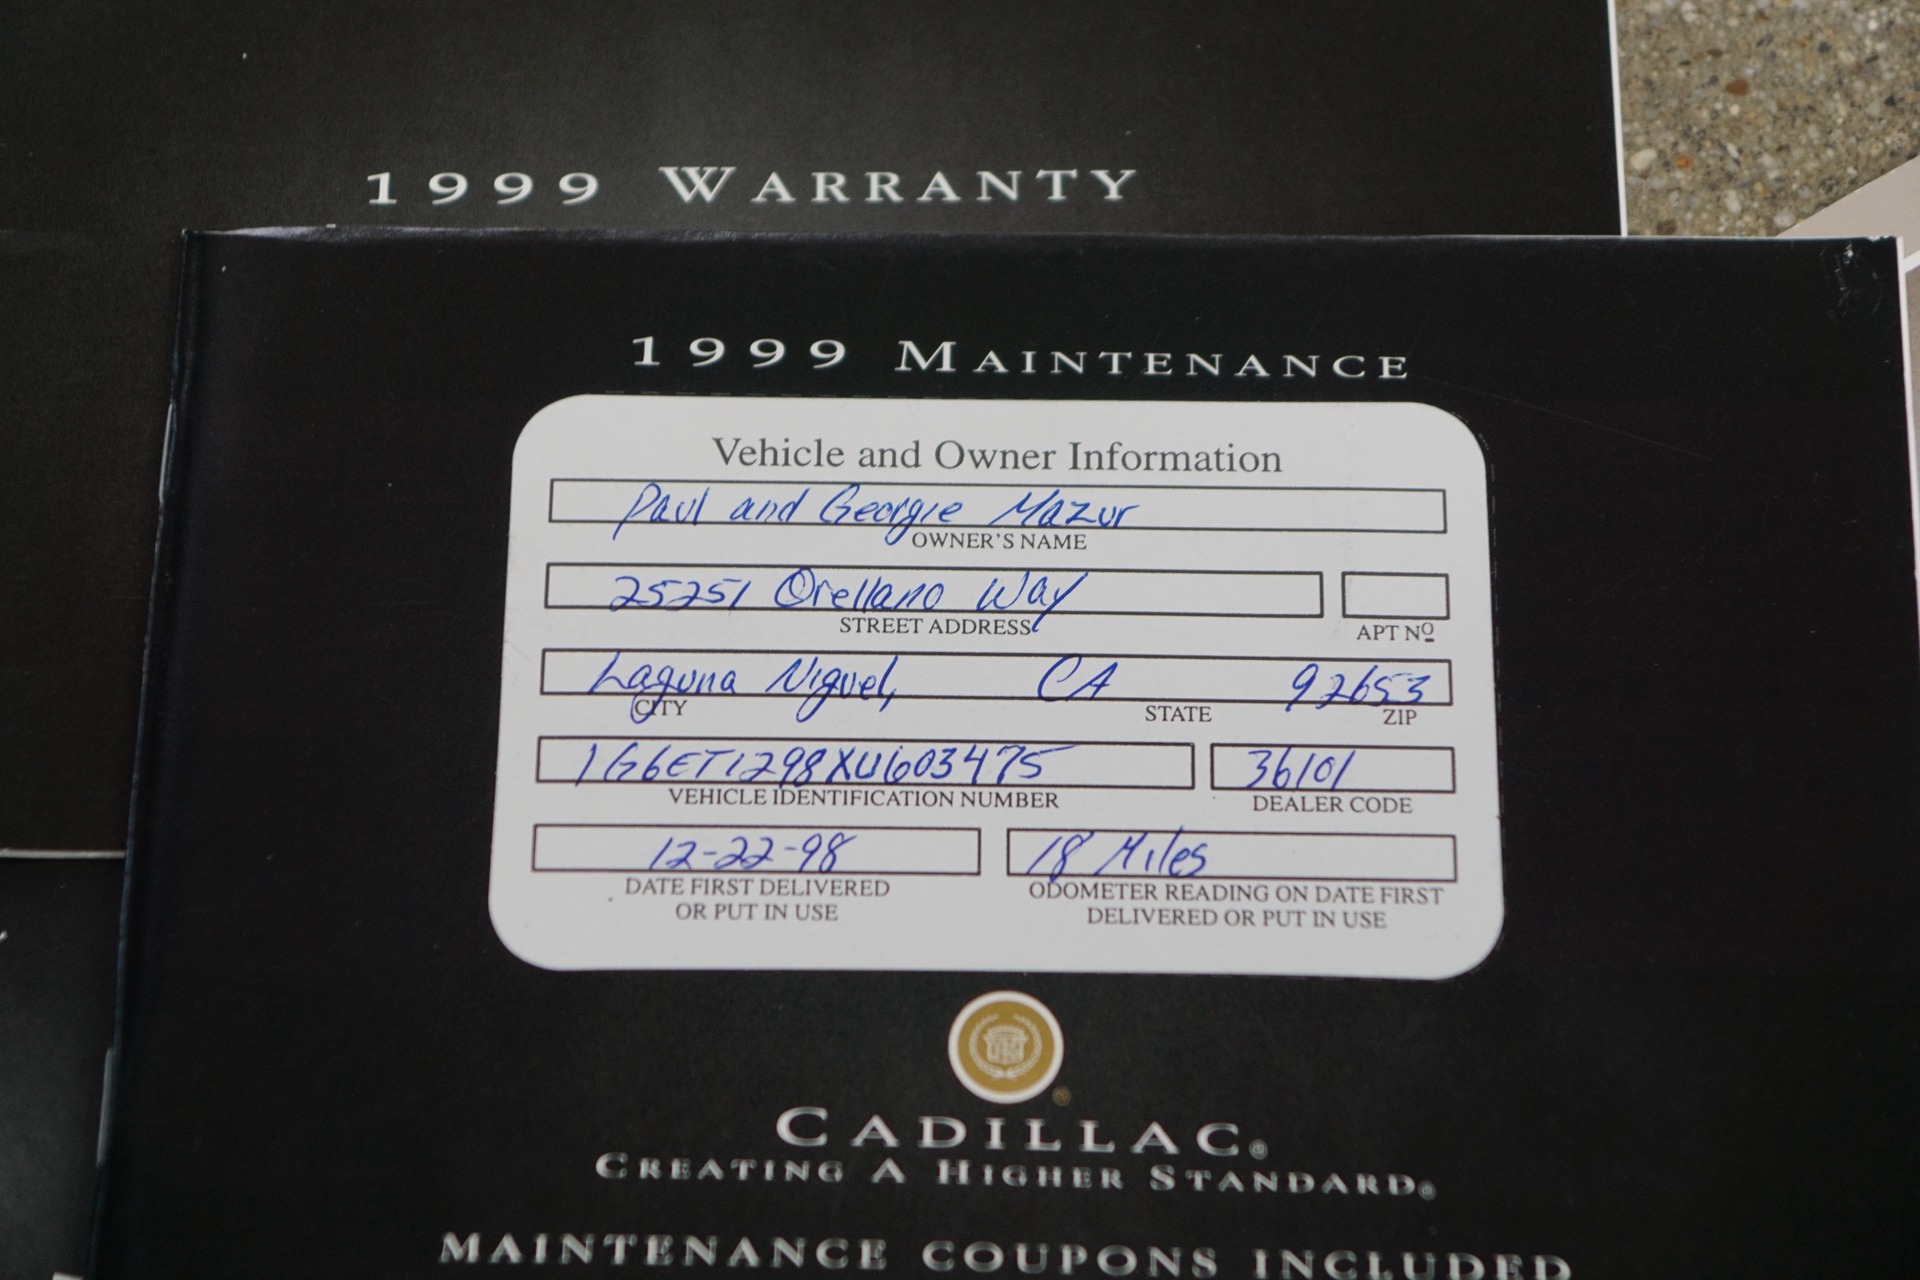 1999 WARRANTY
1999 MAINTENANCE
Vehicle and Owner Information
Paul and Georgie Mazur
OWNER'S NAME
25251 Orellano Way
STREET ADDRESS APT Nº
Laguna Niguel, CA 92653
CITY STATE ZIP
1G6ET1298XU603475 36101
VEHICLE IDENTIFICATION NUMBER DEALER CODE
12-22-98 18 Miles
DATE FIRST DELIVERED ODOMETER READING ON DATE FIRST
OR PUT IN USE DELIVERED OR PUT IN USE
CADILLAC®
CREATING A HIGHER STANDARD®
MAINTENANCE COUPONS INCLUDED